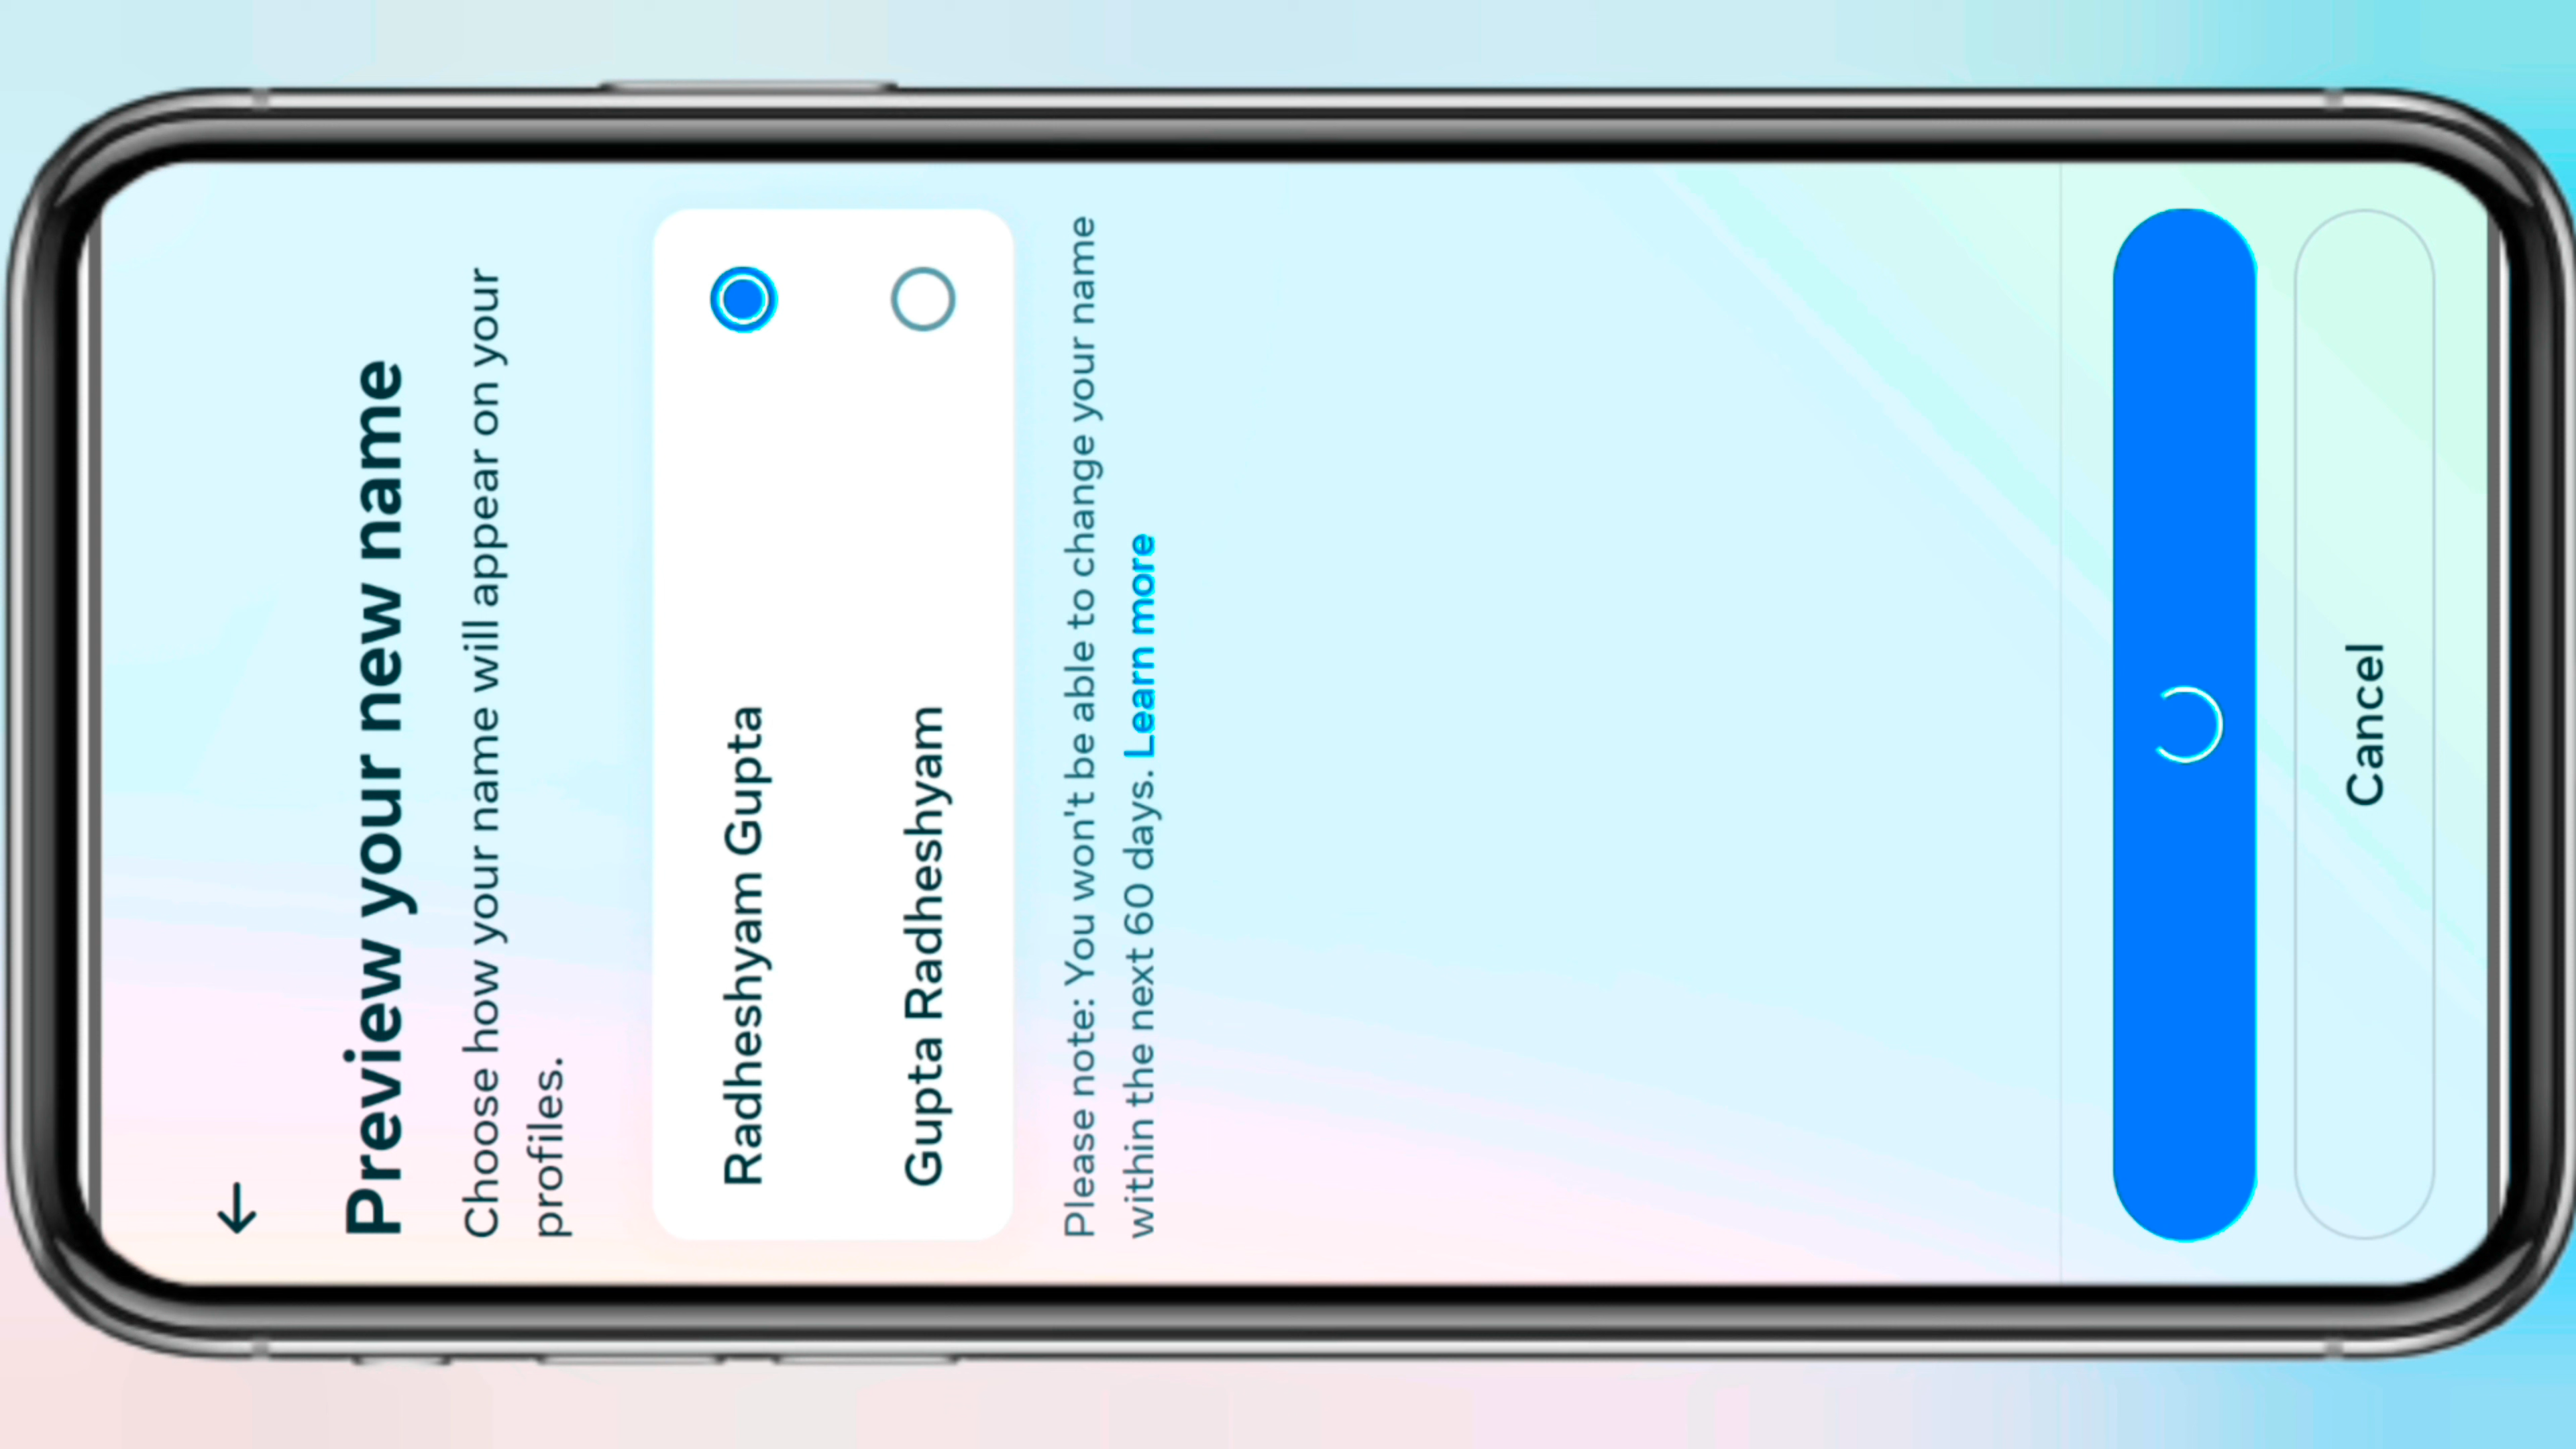 Preview your new name
Choose how your name will appear on your
profiles.
Radheshyam Gupta
Gupta Radheshyam
Please note: You won't be able to change your name
within the next 60 days. Learn more
Cancel